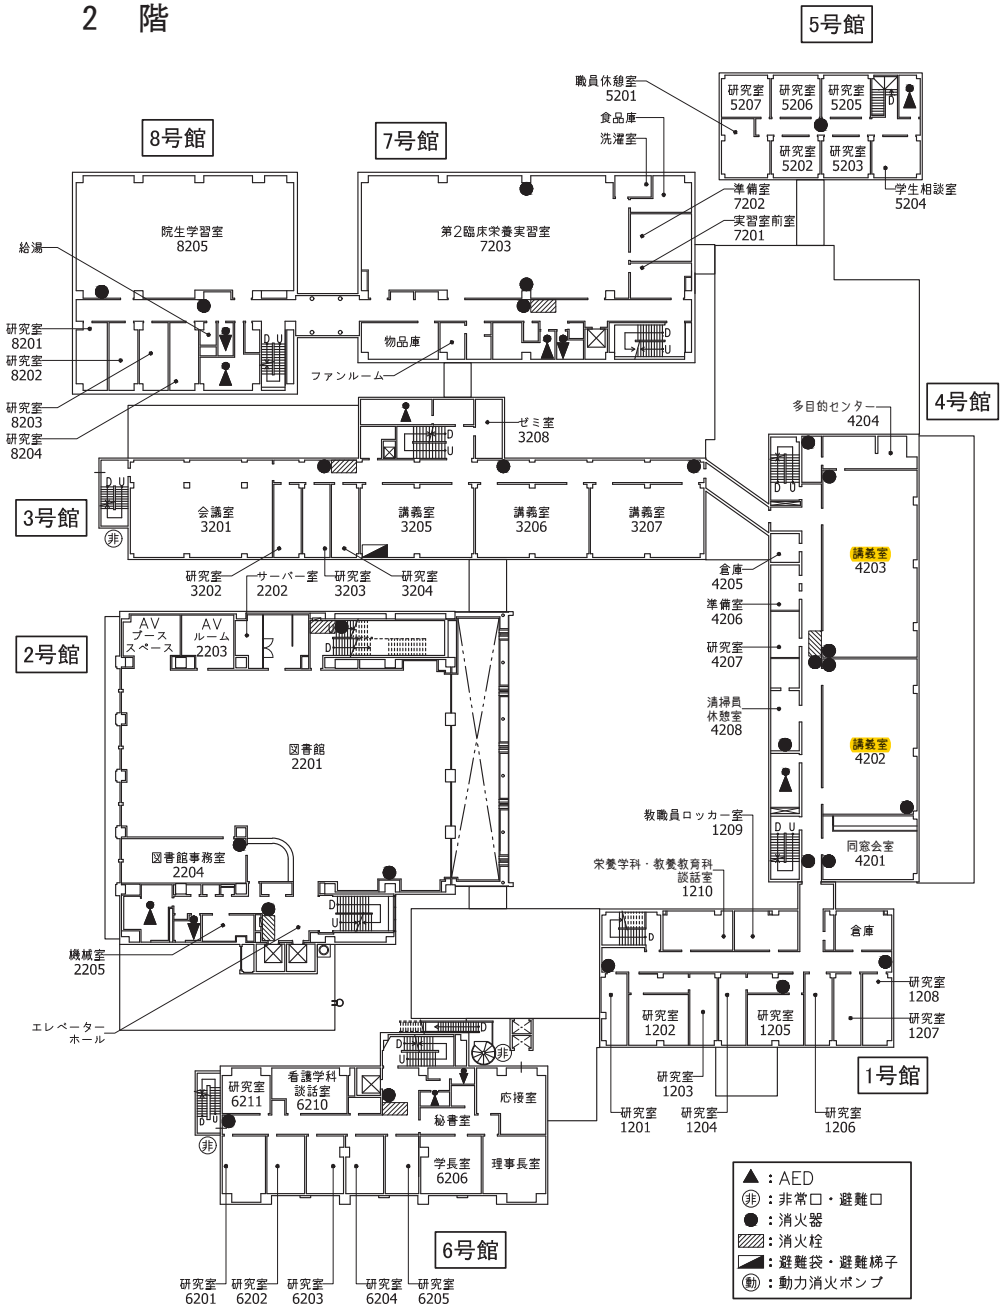 2 階
5号館
職員休憩室
5201
研究室
5207
研究室
5206
研究室
5205
研究室
5202
研究室
5203
学生相談室
5204
8号館
7号館
食品庫
洗濯室
準備室
7202
実習室前室
7201
院生学習室
8205
第2臨床栄養実習室
7203
給湯
研究室
8201
研究室
8202
研究室
8203
研究室
8204
物品庫
ファンルーム
D
U
D
U
D
4号館
多目的センター
4204
ゼミ室
3208
D
U
3号館
D U
非
会議室
3201
講義室
3205
講義室
3206
講義室
3207
研究室
3202
サーバー室
2202
研究室
3203
研究室
3204
D U
講義室
4203
倉庫
4205
準備室
4206
研究室
4207
清掃員
休憩室
4208
講義室
4202
D U
同窓会室
4201
2号館
AV
ブース
スペース
AV
ルーム
2203
U
D
図書館
2201
図書館事務室
2204
D
U
機械室
2205
エレベーター
ホール
教職員ロッカー室
1209
栄養学科・教養教育科
談話室
1210
D
倉庫
研究室
1202
研究室
1205
研究室
1208
研究室
1207
研究室
1203
研究室
1201
研究室
1204
研究室
1206
1号館
D
U
D
非
研究室
6211
看護学科
談話室
6210
応接室
秘書室
D U
非
学長室
6206
理事長室
6号館
研究室
6201
研究室
6202
研究室
6203
研究室
6204
研究室
6205
▲ : AED
非 : 非常口・避難口
● : 消火器
: 消火栓
: 避難袋・避難梯子
動 : 動力消火ポンプ